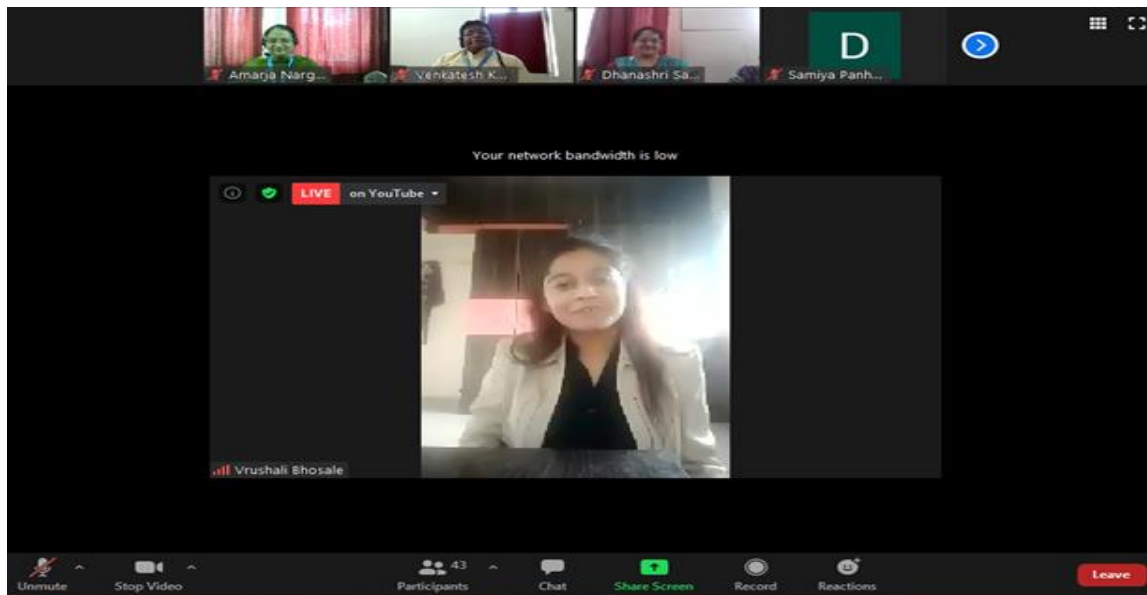 Amarja Narg...
Venkatesh K...
Dhanashri Sa...
D
Samiya Panh...
Your network bandwidth is low
LIVE on YouTube
Vrushali Bhosale
Unmute
Stop Video
43
Participants
Chat
Share Screen
Record
Reactions
Leave